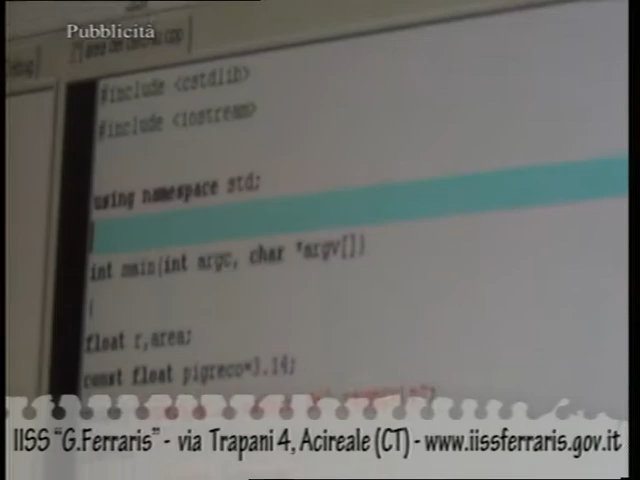 Pubblicità
#include <cstdlib>
#include <iostream>
using namespace std;
int main(int argc, char *argv[])
{
float r,area;
const float pigreco=3.14;
IISS "G.Ferraris" - via Trapani 4, Acireale (CT) - www.iissferraris.gov.it